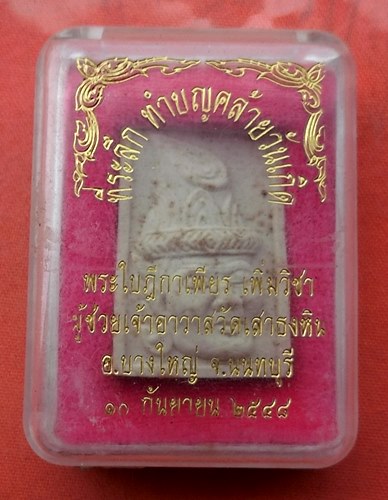 ที่ระลึก ทำบุญคล้ายวันเกิด
พระใบฎีกาเพียร เพิ่มวิชา
ผู้ช่วยเจ้าอาวาสวัดเสาธงหิน
อ.บางใหญ่ จ.นนทบุรี
๑๐ กันยายน ๒๕๔๘